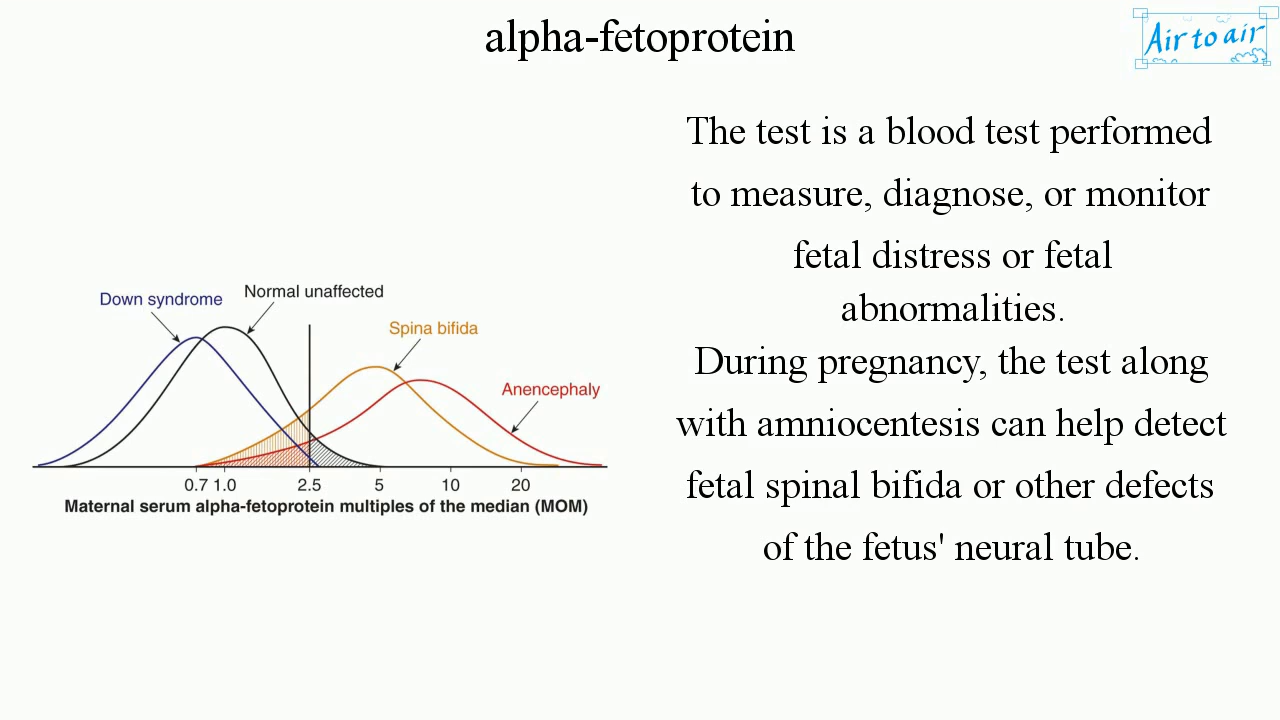 alpha-fetoprotein
Air to air
The test is a blood test performed
to measure, diagnose, or monitor
fetal distress or fetal
abnormalities.
During pregnancy, the test along
with amniocentesis can help detect
fetal spinal bifida or other defects
of the fetus' neural tube.
Down syndrome
Normal unaffected
Spina bifida
Anencephaly
0.7 1.0 2.5 5 10 20
Maternal serum alpha-fetoprotein multiples of the median (MOM)